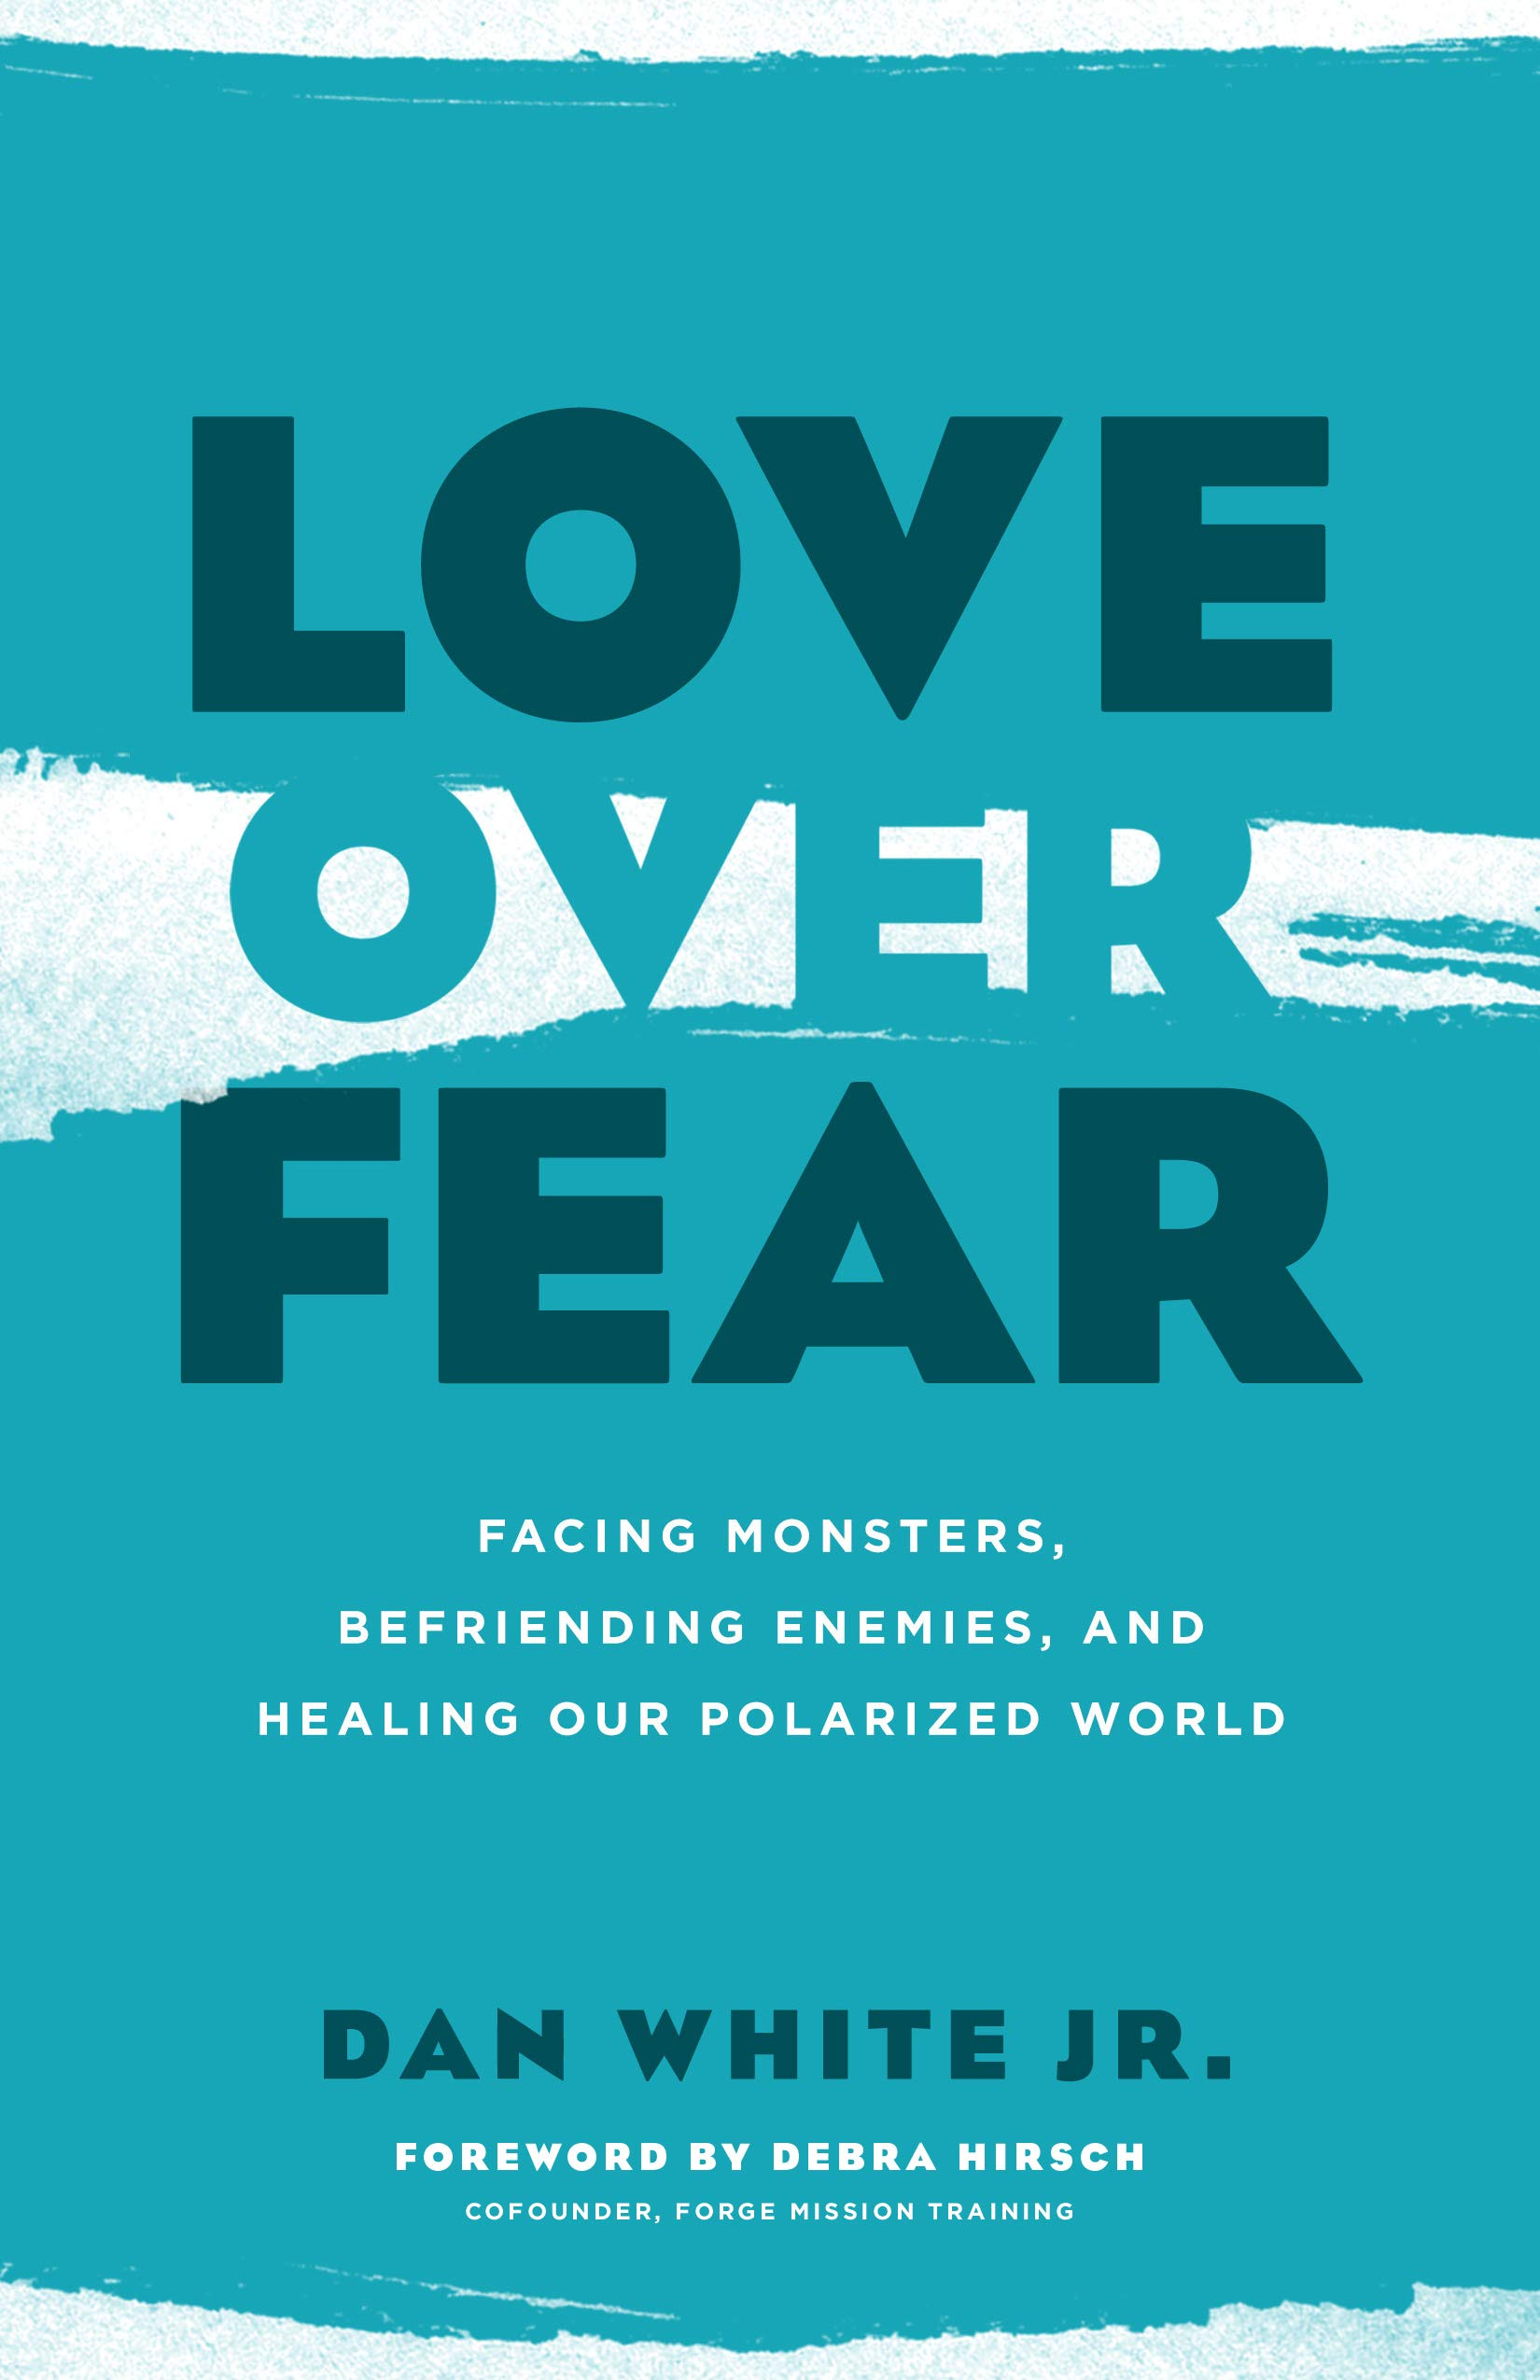 LOVE
OVER
FEAR
FACING MONSTERS,
BEFRIENDING ENEMIES, AND
HEALING OUR POLARIZED WORLD
DAN WHITE JR.
FOREWORD BY DEBRA HIRSCH
COFOUNDER, FORGE MISSION TRAINING